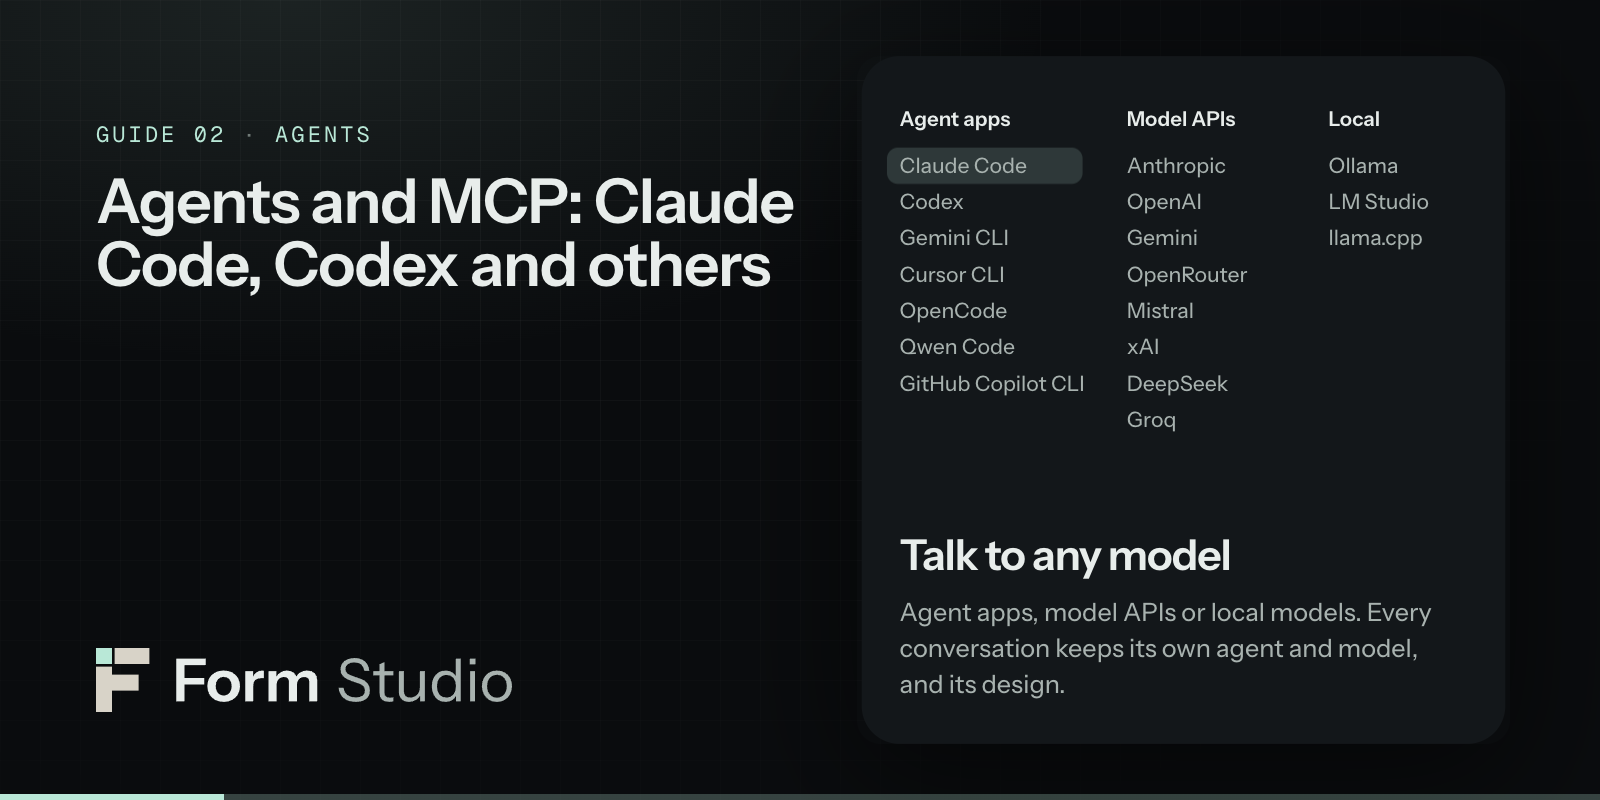 GUIDE 02 · AGENTS
Agents and MCP: Claude
Code, Codex and others
Form Studio
Agent apps
Claude Code
Codex
Gemini CLI
Cursor CLI
OpenCode
Qwen Code
GitHub Copilot CLI
Model APIs
Anthropic
OpenAI
Gemini
OpenRouter
Mistral
xAI
DeepSeek
Groq
Local
Ollama
LM Studio
llama.cpp
Talk to any model
Agent apps, model APIs or local models. Every
conversation keeps its own agent and model,
and its design.